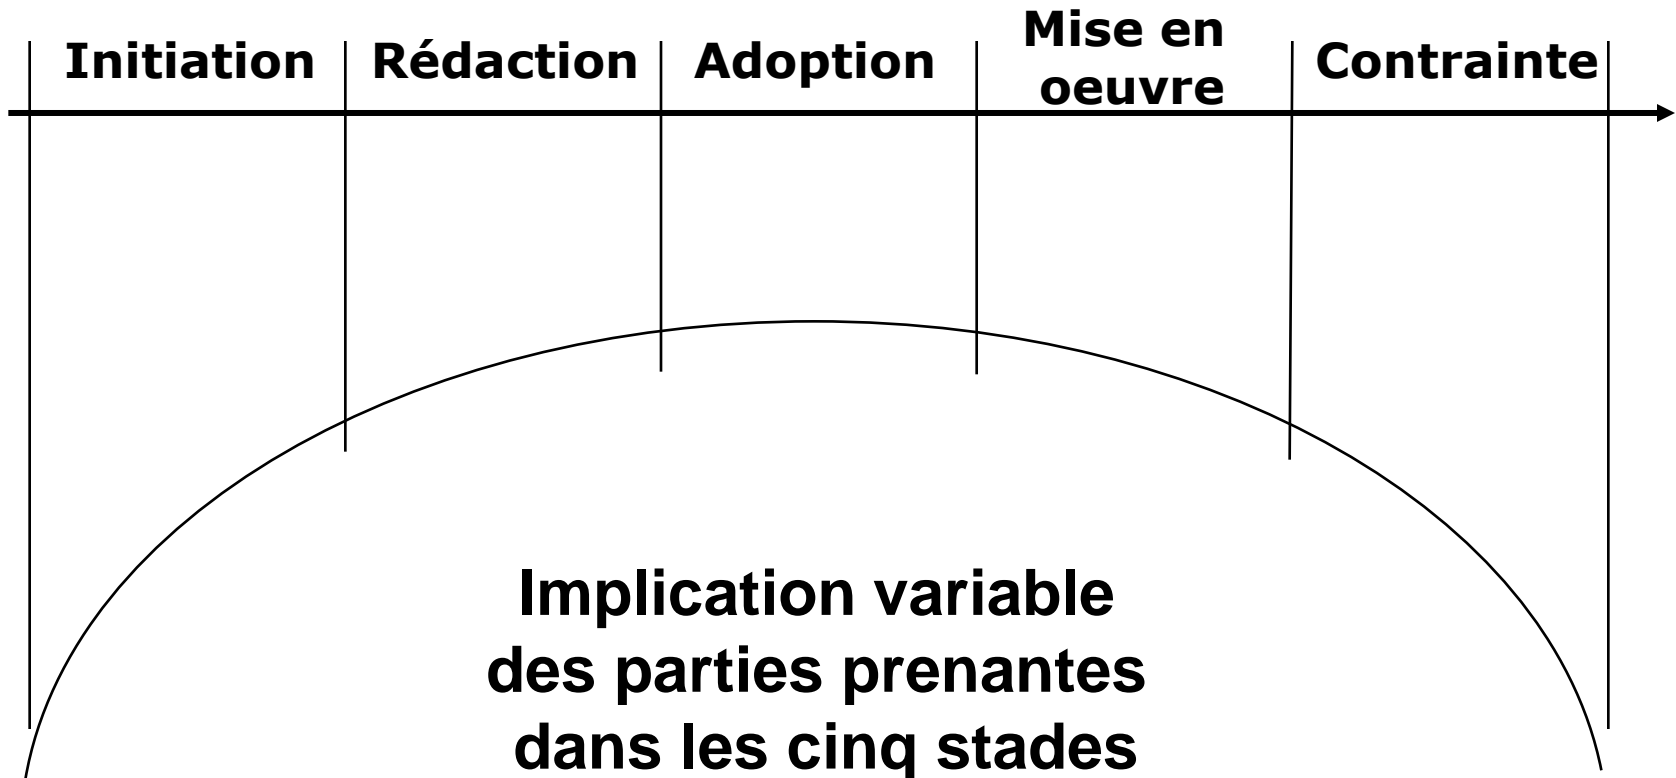 Initiation
Rédaction
Adoption
Mise en
oeuvre
Contrainte
Implication variable
des parties prenantes
dans les cinq stades